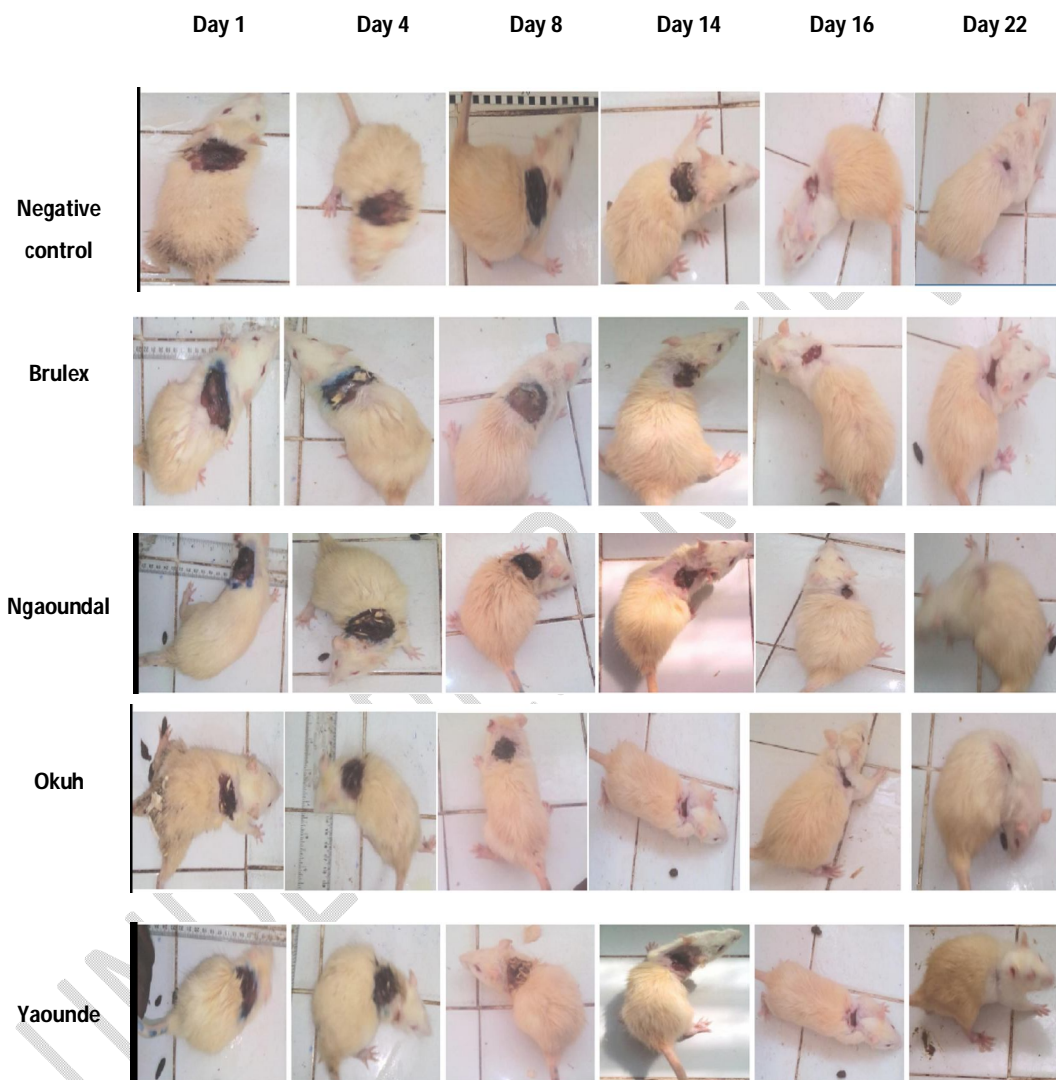 Day 1 Day 4 Day 8 Day 14 Day 16 Day 22
Negative
control
Brulex
Ngaoundal
Okuh
Yaounde